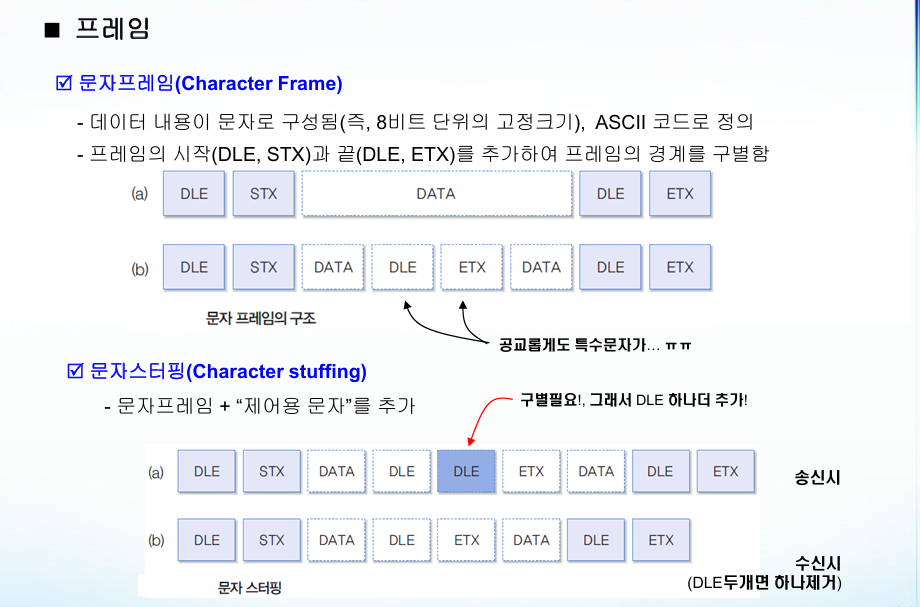 ■ 프레임
☑ 문자프레임(Character Frame)
- 데이터 내용이 문자로 구성됨(즉, 8비트 단위의 고정크기), ASCII 코드로 정의
- 프레임의 시작(DLE, STX)과 끝(DLE, ETX)를 추가하여 프레임의 경계를 구별함
(a) DLE STX DATA DLE ETX
(b) DLE STX DATA DLE ETX DATA DLE ETX
문자 프레임의 구조
공교롭게도 특수문자가... ㅠㅠ
☑ 문자스터핑(Character stuffing)
- 문자프레임 + “제어용 문자”를 추가
구별필요!, 그래서 DLE 하나더 추가!
(a) DLE STX DATA DLE DLE ETX DATA DLE ETX
송신시
(b) DLE STX DATA DLE ETX DATA DLE ETX
수신시
(DLE두개면 하나제거)
문자 스터핑